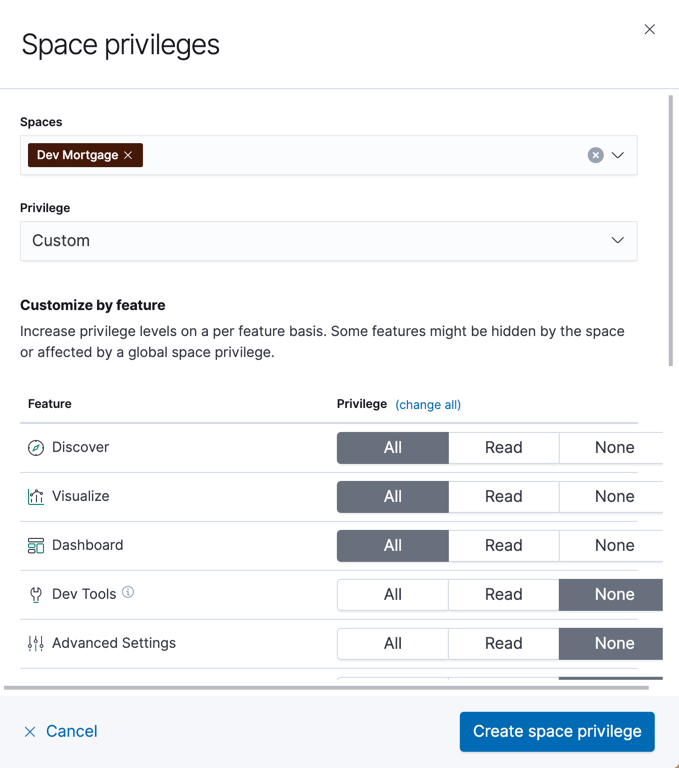 Space privileges
Spaces
Dev Mortgage
Privilege
Custom
Customize by feature
Increase privilege levels on a per feature basis. Some features might be hidden by the space
or affected by a global space privilege.
Feature Privilege (change all)
Discover All Read None
Visualize All Read None
Dashboard All Read None
Dev Tools All Read None
Advanced Settings All Read None
Cancel Create space privilege